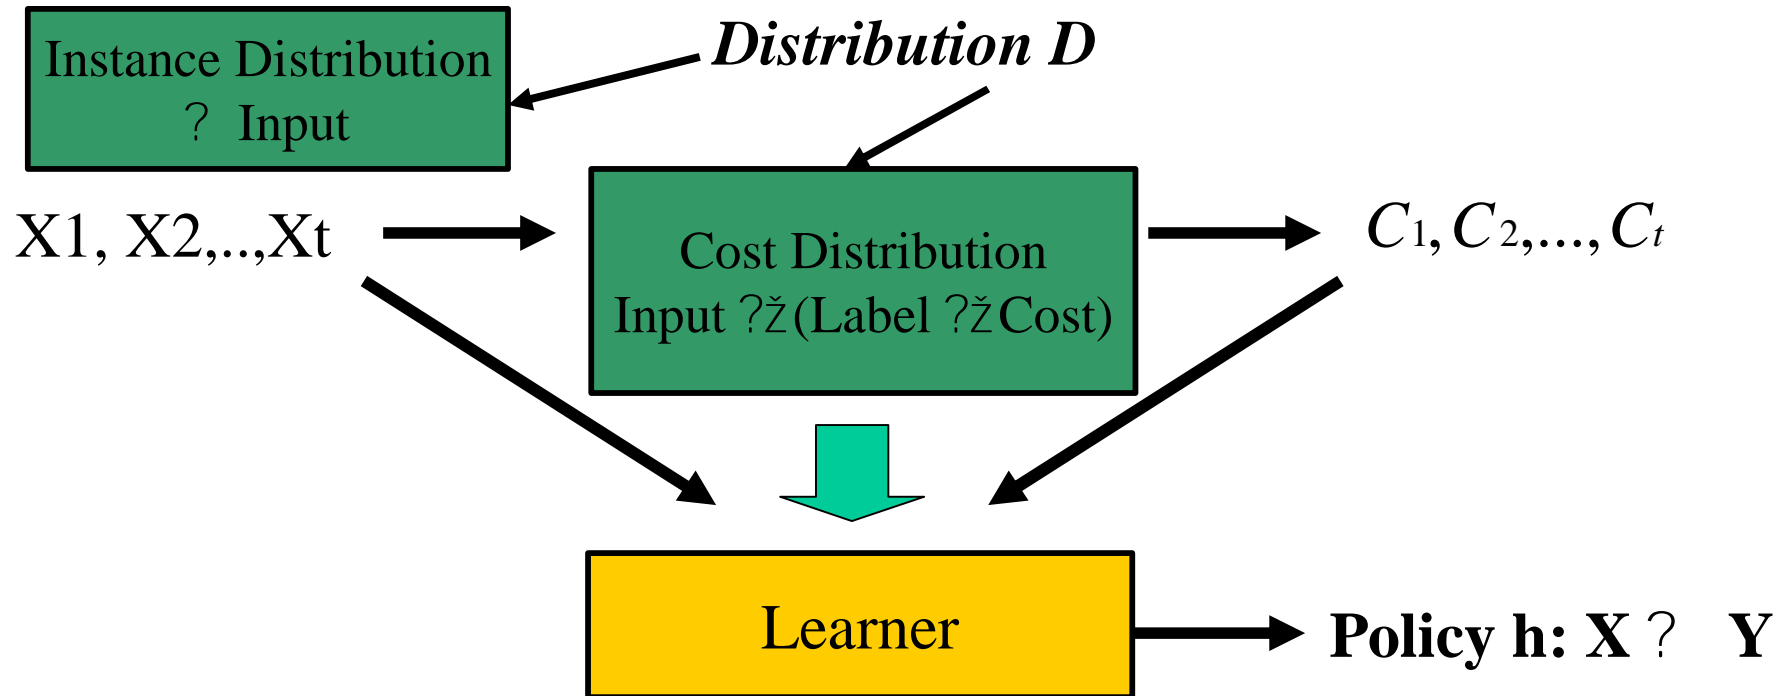 Instance Distribution
? Input
Distribution D
X1, X2,..,Xt
Cost Distribution
Input ?ž(Label ?žCost)
C1, C2,..., Ct
Learner
Policy h: X ? Y